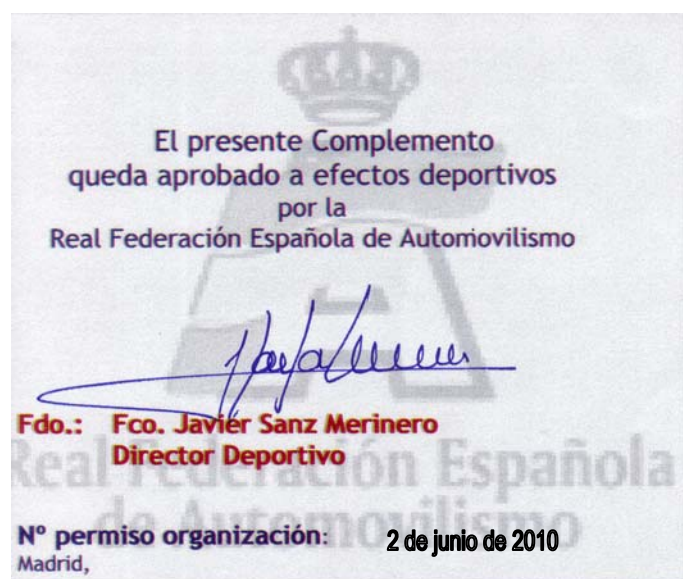 El presente Complemento
queda aprobado a efectos deportivos
por la
Real Federación Española de Automovilismo
Fdo.: Fco. Javier Sanz Merinero
Director Deportivo
Real Federación Española
de Automovilismo
Nº permiso organización: 2 de junio de 2010
Madrid,